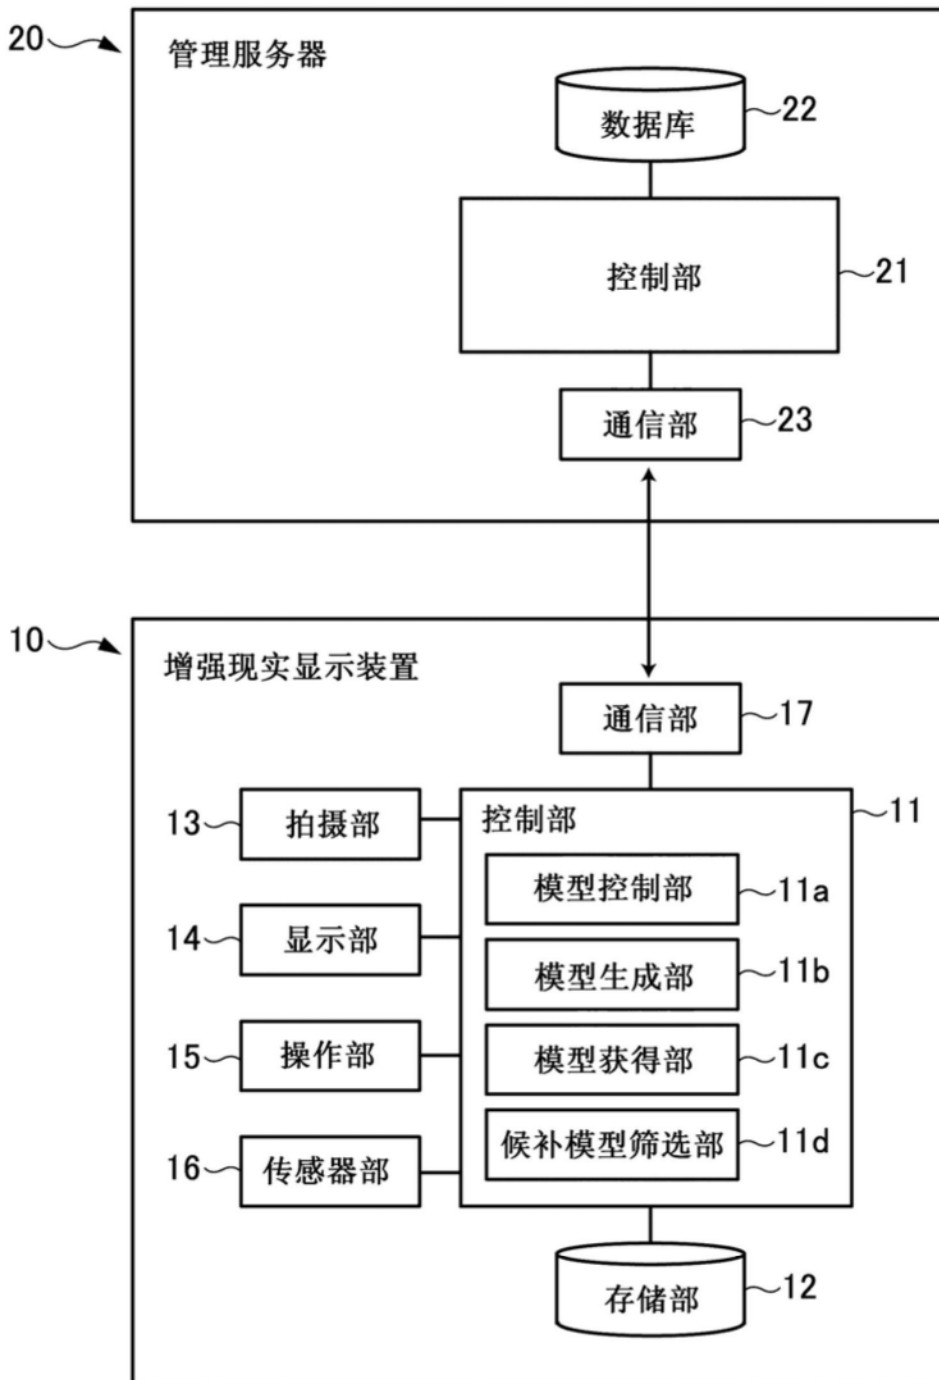 20
管理服务器
数据库
22
控制部
21
通信部
23
10
增强现实显示装置
通信部
17
13
拍摄部
控制部
11
模型控制部
11a
14
显示部
模型生成部
11b
15
操作部
模型获得部
11c
16
传感器部
候补模型筛选部
11d
存储部
12